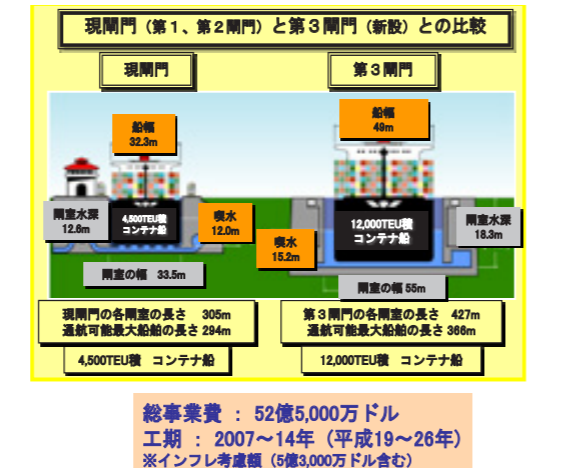 現閘門（第１、第２閘門）と第３閘門（新設）との比較
現閘門
第３閘門
船幅
32.3m
船幅
49m
閘室水深
12.6m
4,500TEU積
コンテナ船
喫水
12.0m
喫水
15.2m
12,000TEU積
コンテナ船
閘室水深
18.3m
閘室の幅　33.5m
閘室の幅 55m
現閘門の各閘室の長さ　305m
通航可能最大船舶の長さ 294m
第３閘門の各閘室の長さ　427m
通航可能最大船舶の長さ 366m
4,500TEU積　コンテナ船
12,000TEU積　コンテナ船
総事業費 ： 52億5,000万ドル
工期 ： 2007～14年（平成19～26年）
※インフレ考慮額（5億3,000万ドル含む）